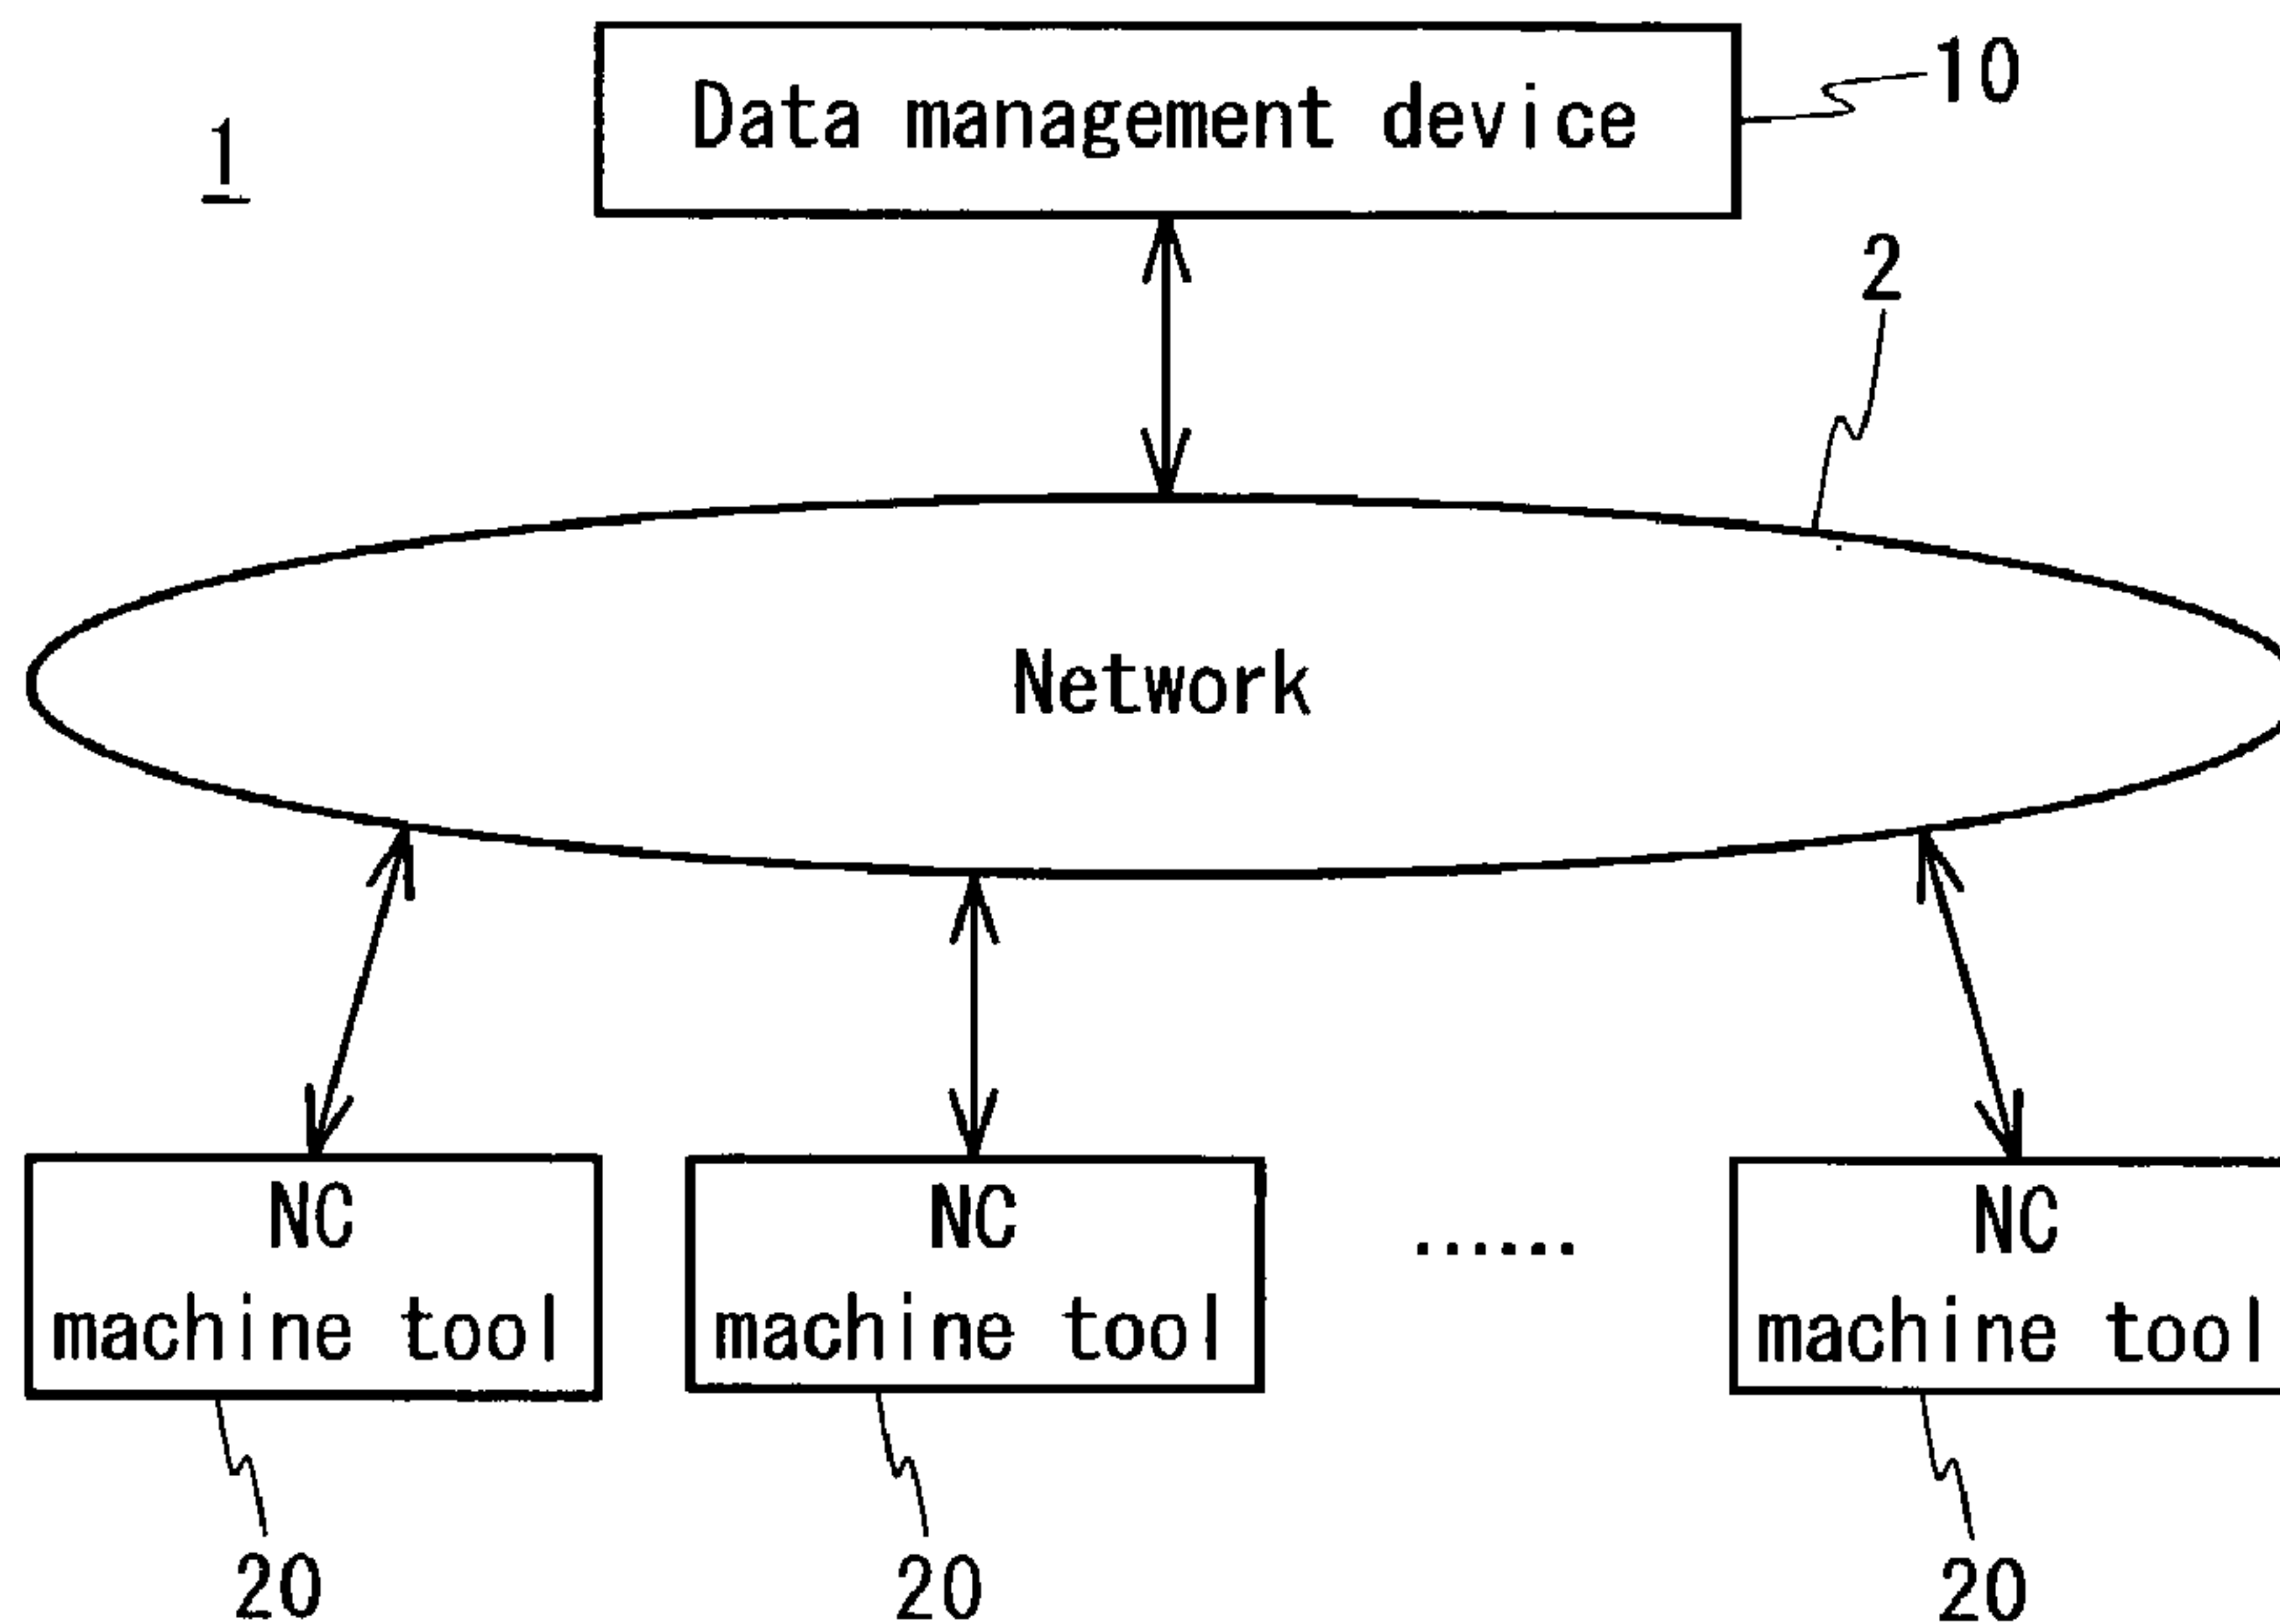 Data management device
10
1
2
Network
NC
machine tool
NC
machine tool
......
NC
machine tool
20
20
20